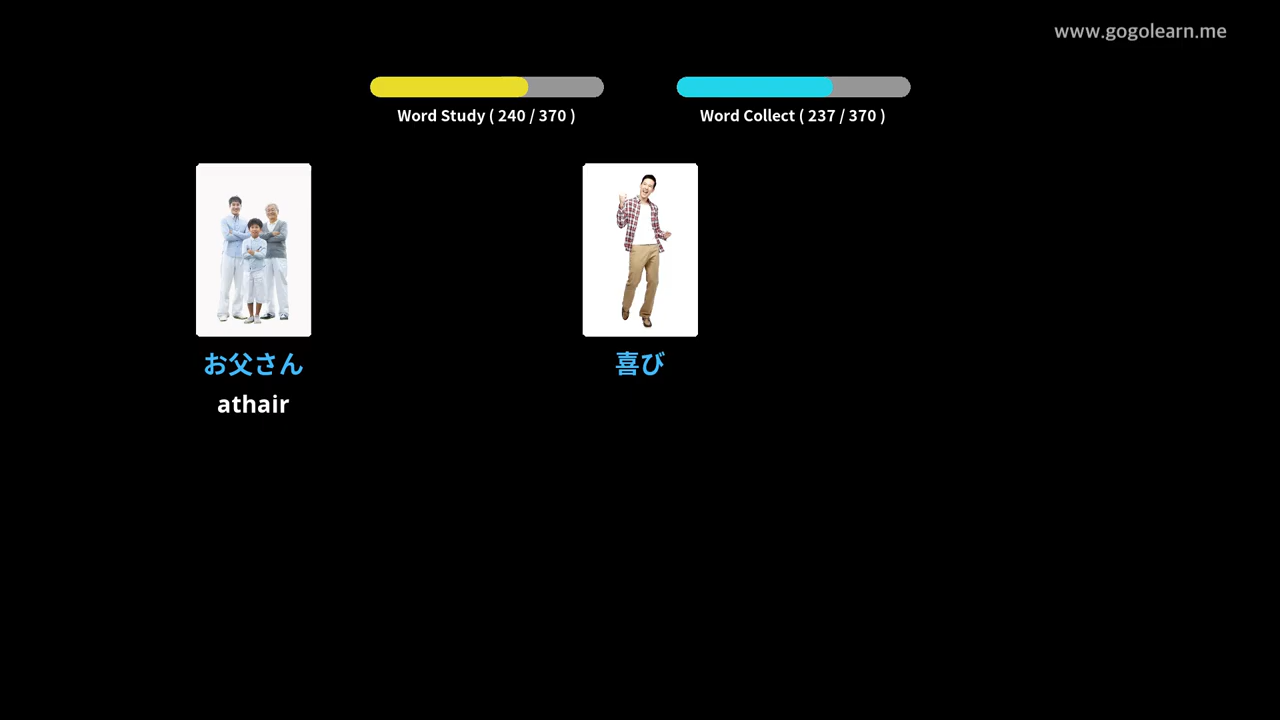 www.gogolearn.me
Word Study ( 240 / 370 )
Word Collect ( 237 / 370 )
お父さん
athair
喜び